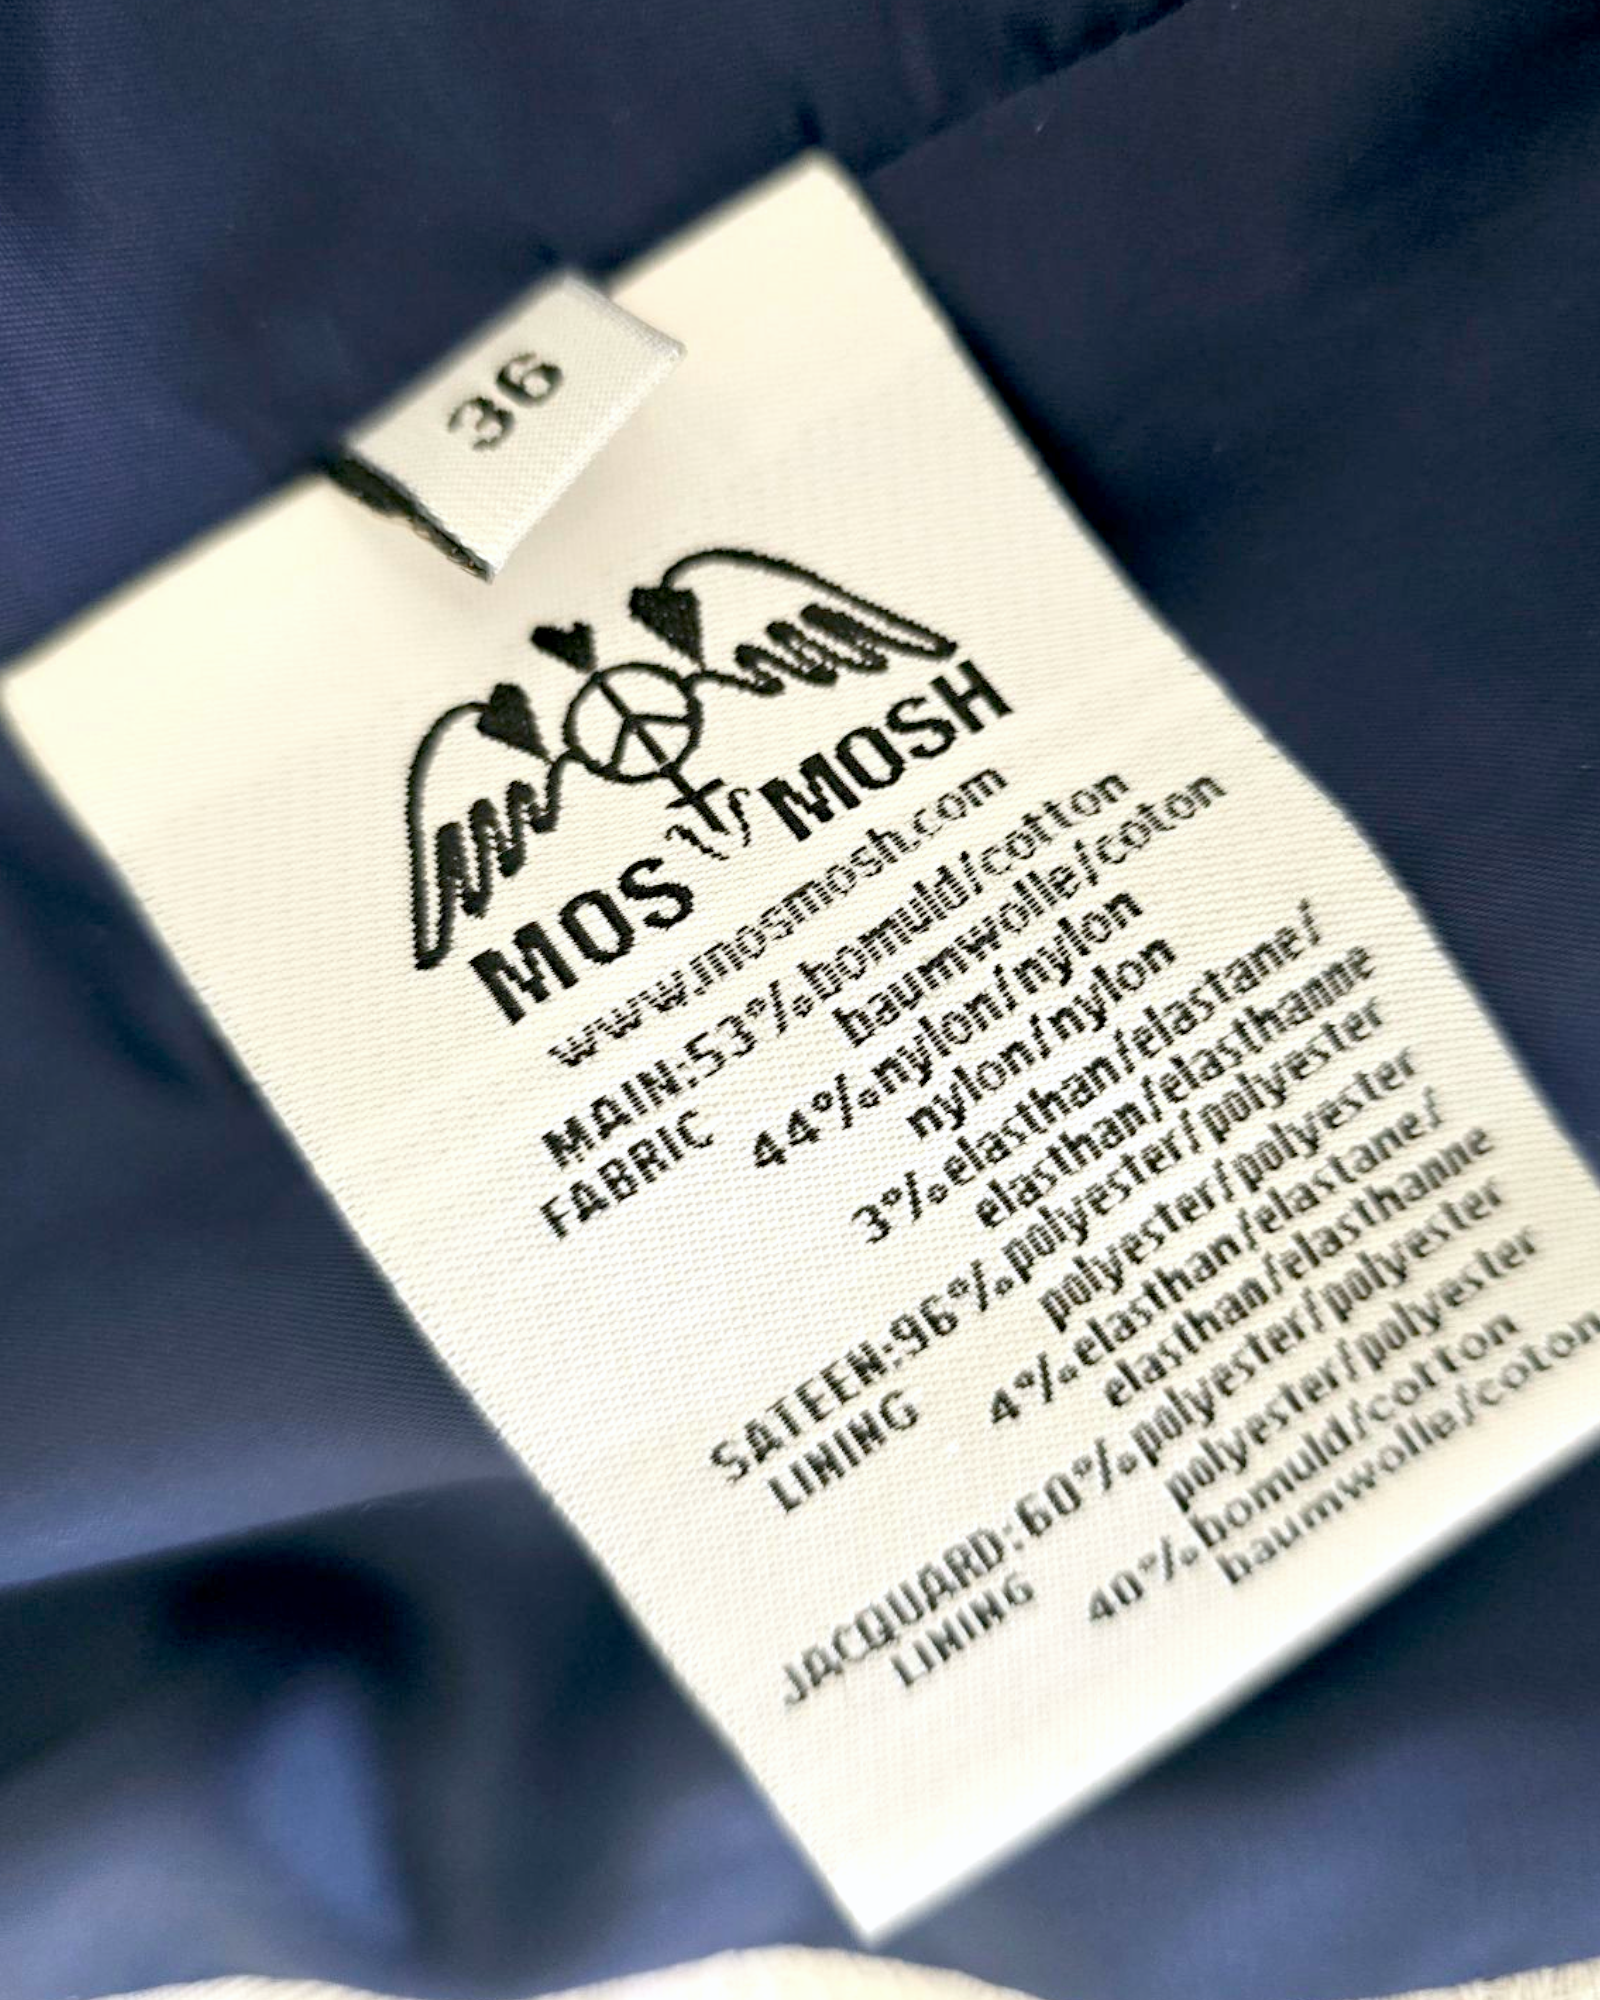 36
MOS MOSH
www.mosmosh.com
MAIN:53%bomuld/cotton
FABRIC baumwolle/coton
44%nylon/nylon
nylon/nylon
3%elasthan/elastane/
elasthan/elasthanne
SATEEN:96%polyester/polyester
LINING polyester/polyester
4%elasthan/elastane/
elasthan/elasthanne
JACQUARD:60%polyester/polyester
LINING polyester/polyester
40%bomuld/cotton
baumwolle/coton